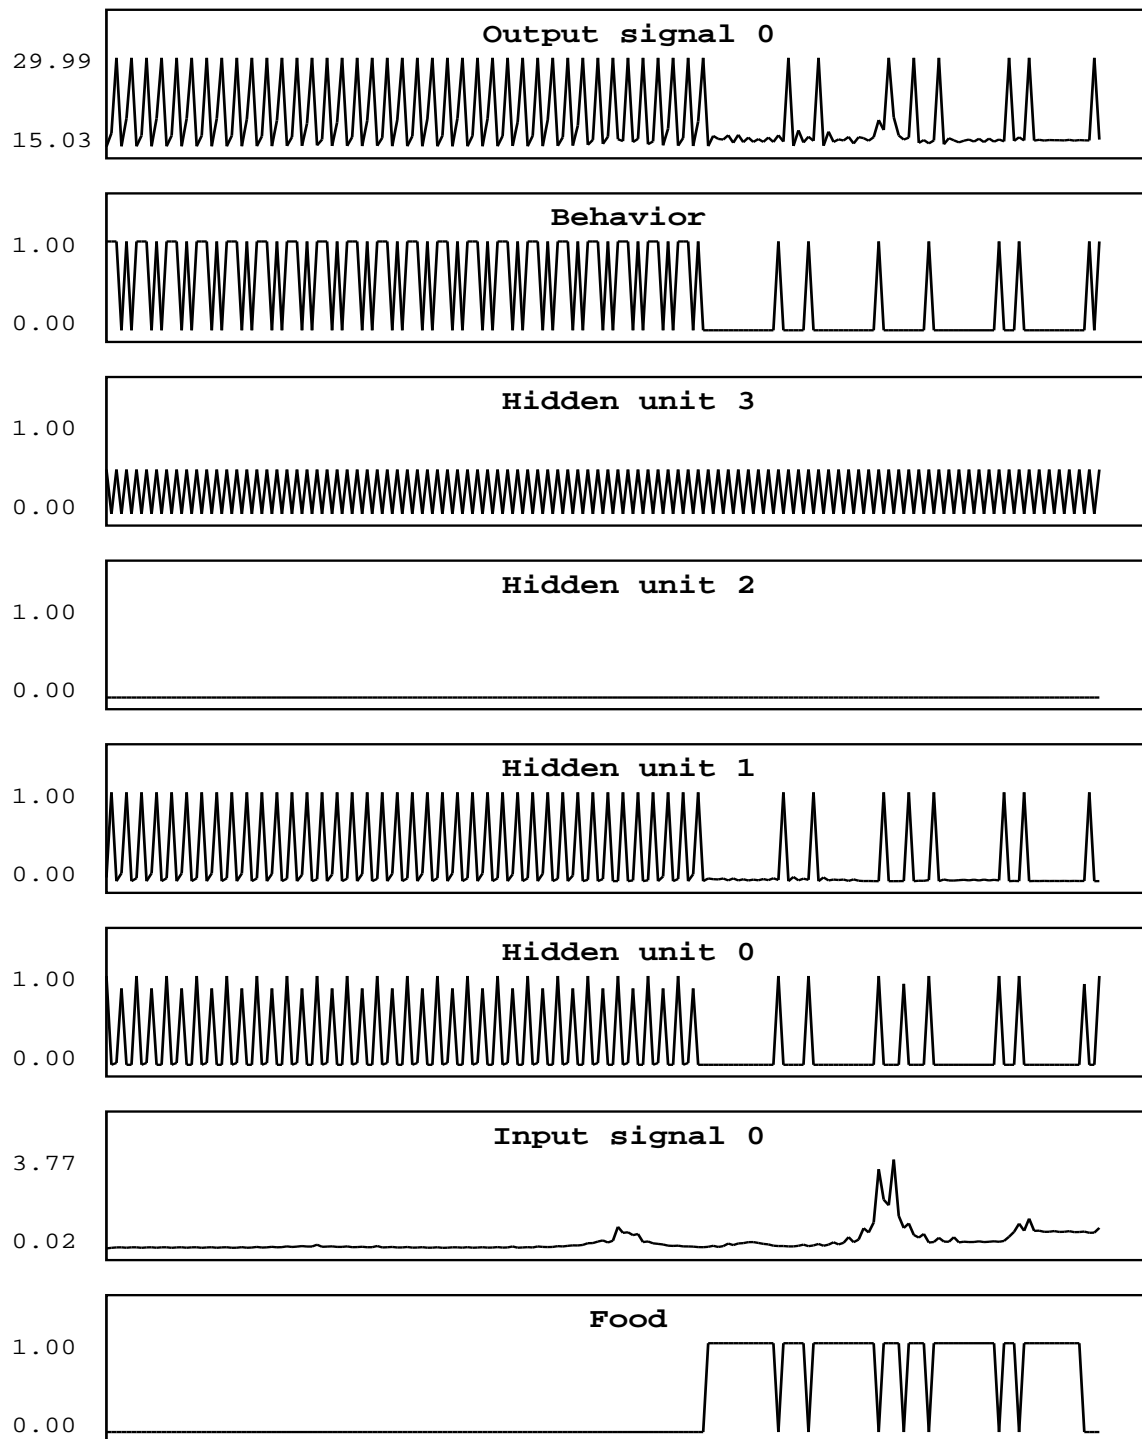 Output signal 0
29.99
15.03
Behavior
1.00
0.00
Hidden unit 3
1.00
0.00
Hidden unit 2
1.00
0.00
Hidden unit 1
1.00
0.00
Hidden unit 0
1.00
0.00
Input signal 0
3.77
0.02
Food
1.00
0.00